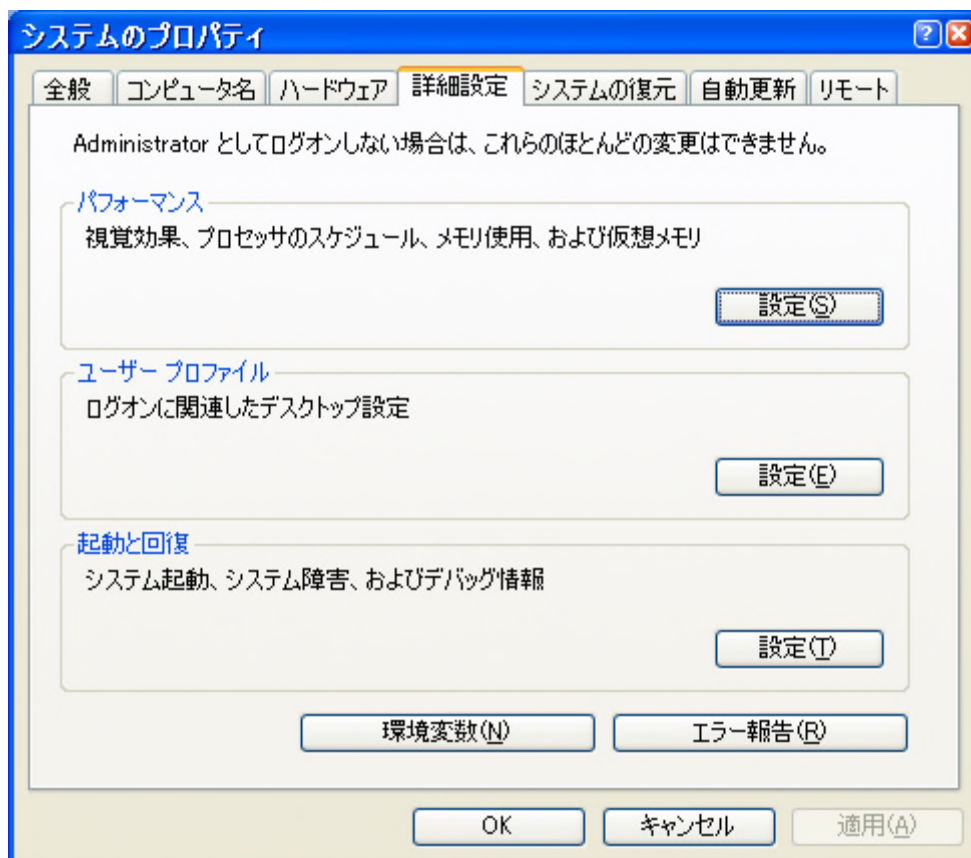 システムのプロパティ
全般 コンピュータ名 ハードウェア 詳細設定 システムの復元 自動更新 リモート
Administrator としてログオンしない場合は、これらのほとんどの変更はできません。
パフォーマンス
視覚効果、プロセッサのスケジュール、メモリ使用、および仮想メモリ
設定(S)
ユーザー プロファイル
ログオンに関連したデスクトップ設定
設定(E)
起動と回復
システム起動、システム障害、およびデバッグ情報
設定(T)
環境変数(N) エラー報告(R)
OK キャンセル 適用(A)